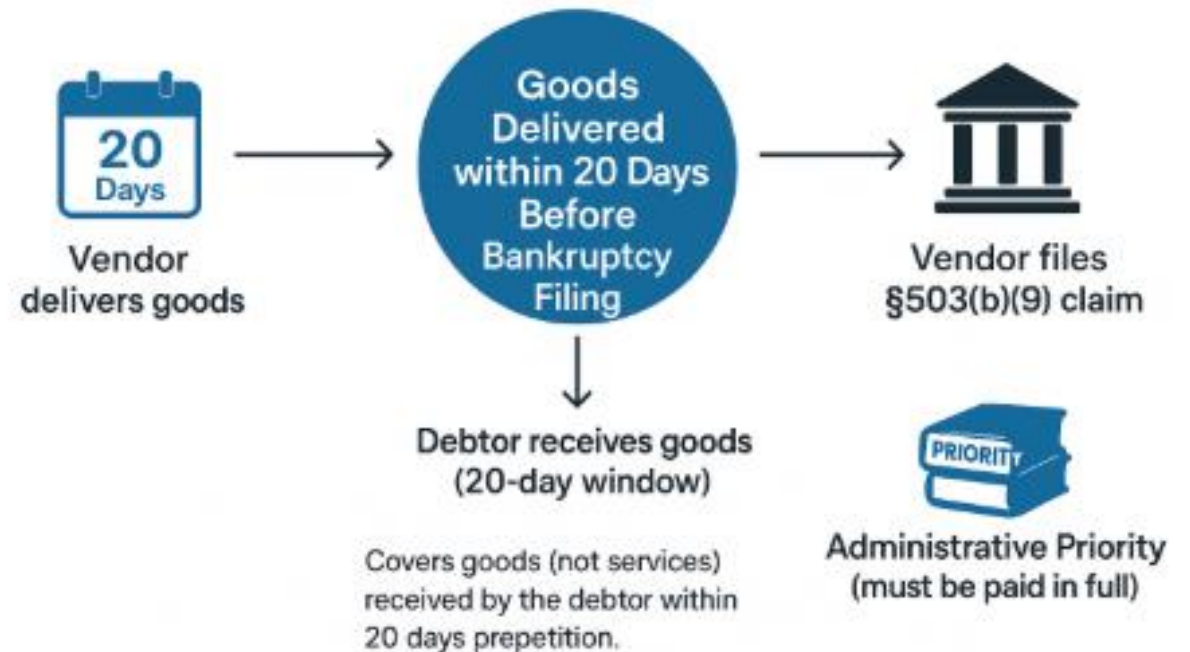 20
Days
Vendor
delivers goods
Goods
Delivered
within 20 Days
Before
Bankruptcy
Filing
Vendor files
§503(b)(9) claim
Debtor receives goods
(20-day window)
Covers goods (not services)
received by the debtor within
20 days prepetition.
PRIORITY
Administrative Priority
(must be paid in full)